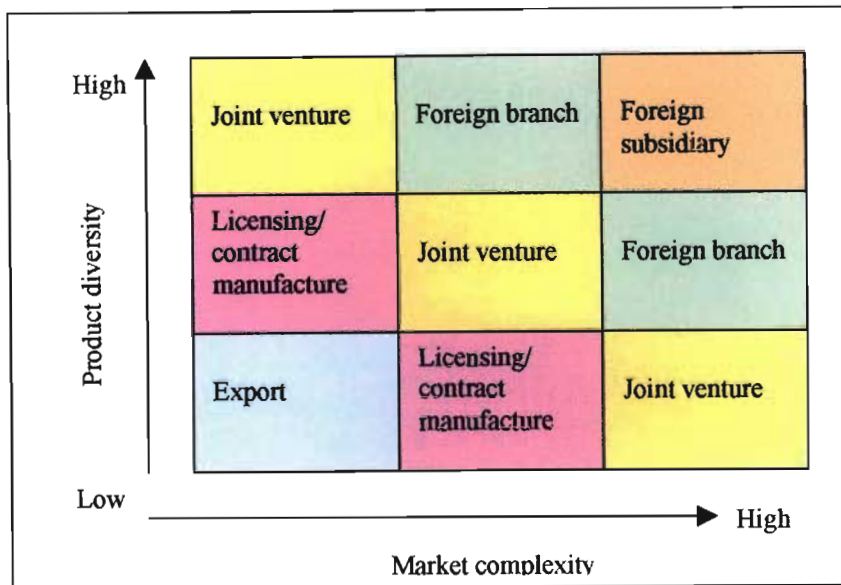 High
Joint venture
Foreign branch
Foreign
subsidiary
Product diversity
Licensing/
contract
manufacture
Joint venture
Foreign branch
Export
Licensing/
contract
manufacture
Joint venture
Low
High
Market complexity